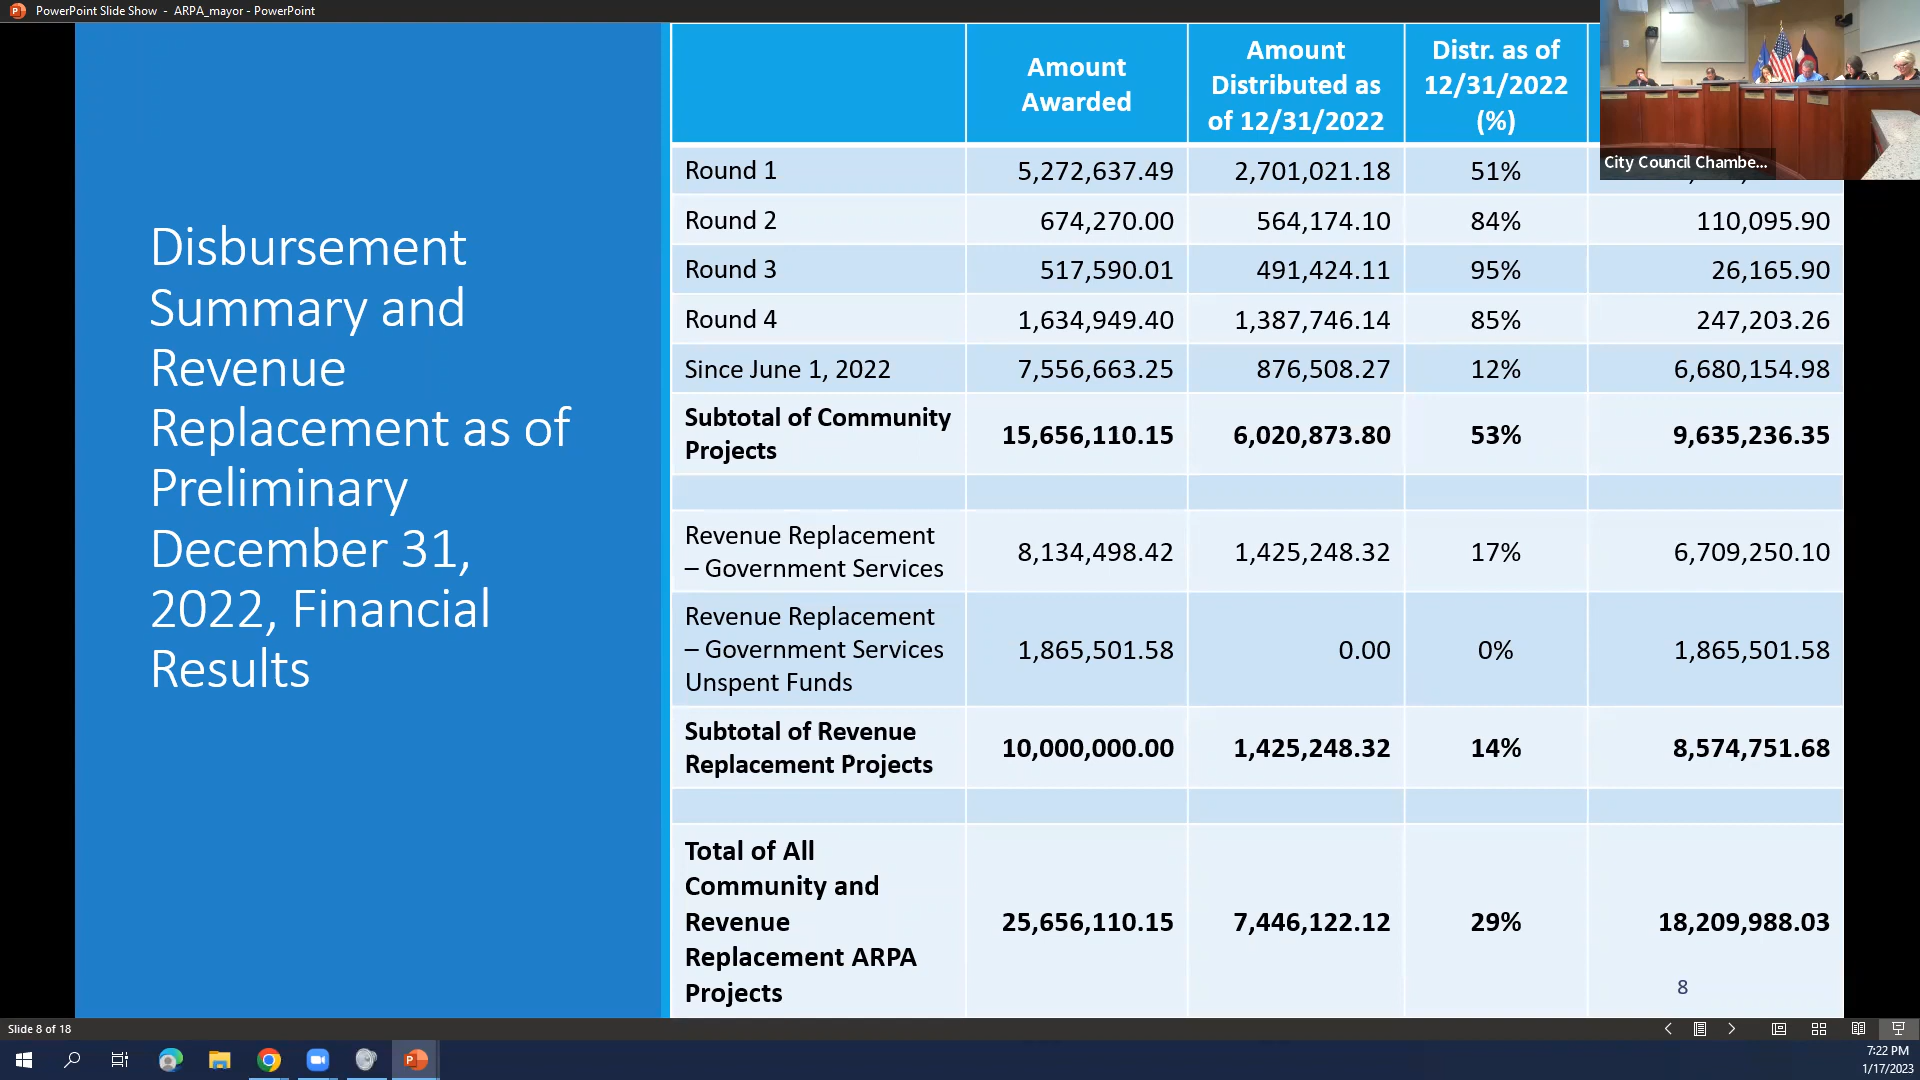 PowerPoint Slide Show - ARPA_mayor - PowerPoint
Disbursement
Summary and
Revenue
Replacement as of
Preliminary
December 31,
2022, Financial
Results
Amount Awarded | Amount Distributed as of 12/31/2022 | Distr. as of 12/31/2022 (%)
City Council Chambe...
Round 1 5,272,637.49 2,701,021.18 51%
Round 2 674,270.00 564,174.10 84% 110,095.90
Round 3 517,590.01 491,424.11 95% 26,165.90
Round 4 1,634,949.40 1,387,746.14 85% 247,203.26
Since June 1, 2022 7,556,663.25 876,508.27 12% 6,680,154.98
Subtotal of Community Projects 15,656,110.15 6,020,873.80 53% 9,635,236.35
Revenue Replacement – Government Services 8,134,498.42 1,425,248.32 17% 6,709,250.10
Revenue Replacement – Government Services Unspent Funds 1,865,501.58 0.00 0% 1,865,501.58
Subtotal of Revenue Replacement Projects 10,000,000.00 1,425,248.32 14% 8,574,751.68
Total of All Community and Revenue Replacement ARPA Projects 25,656,110.15 7,446,122.12 29% 18,209,988.03
8
Slide 8 of 18
7:22 PM
1/17/2023